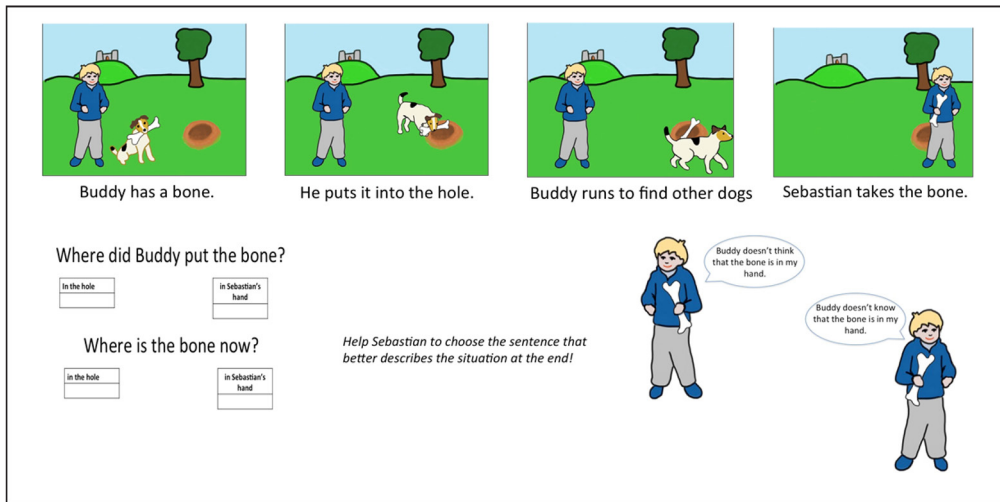 Buddy has a bone.
He puts it into the hole.
Buddy runs to find other dogs
Sebastian takes the bone.
Where did Buddy put the bone?
In the hole
in Sebastian's
hand
Where is the bone now?
in the hole
in Sebastian's
hand
Help Sebastian to choose the sentence that
better describes the situation at the end!
Buddy doesn't think
that the bone is in my
hand.
Buddy doesn't know
that the bone is in my
hand.